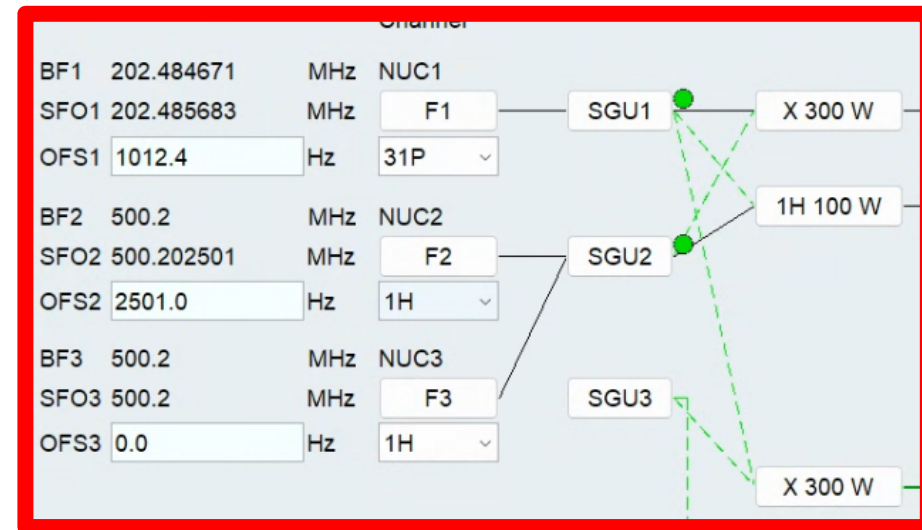 Channel
BF1 202.484671 MHz NUC1
SFO1 202.485683 MHz F1 SGU1 X 300 W
OFS1 1012.4 Hz 31P
1H 100 W
BF2 500.2 MHz NUC2
SFO2 500.202501 MHz F2 SGU2
OFS2 2501.0 Hz 1H
BF3 500.2 MHz NUC3
SFO3 500.2 MHz F3 SGU3
OFS3 0.0 Hz 1H
X 300 W